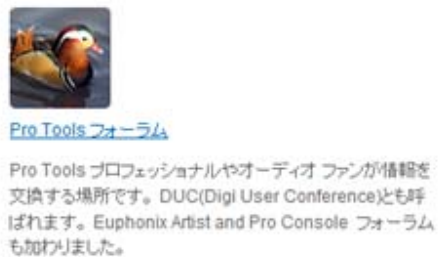 Pro Tools フォーラム
Pro Tools プロフェッショナルやオーディオ ファンが情報を
交換する場所です。DUC(Digi User Conference)とも呼
ばれます。Euphonix Artist and Pro Console フォーラム
も加わりました。